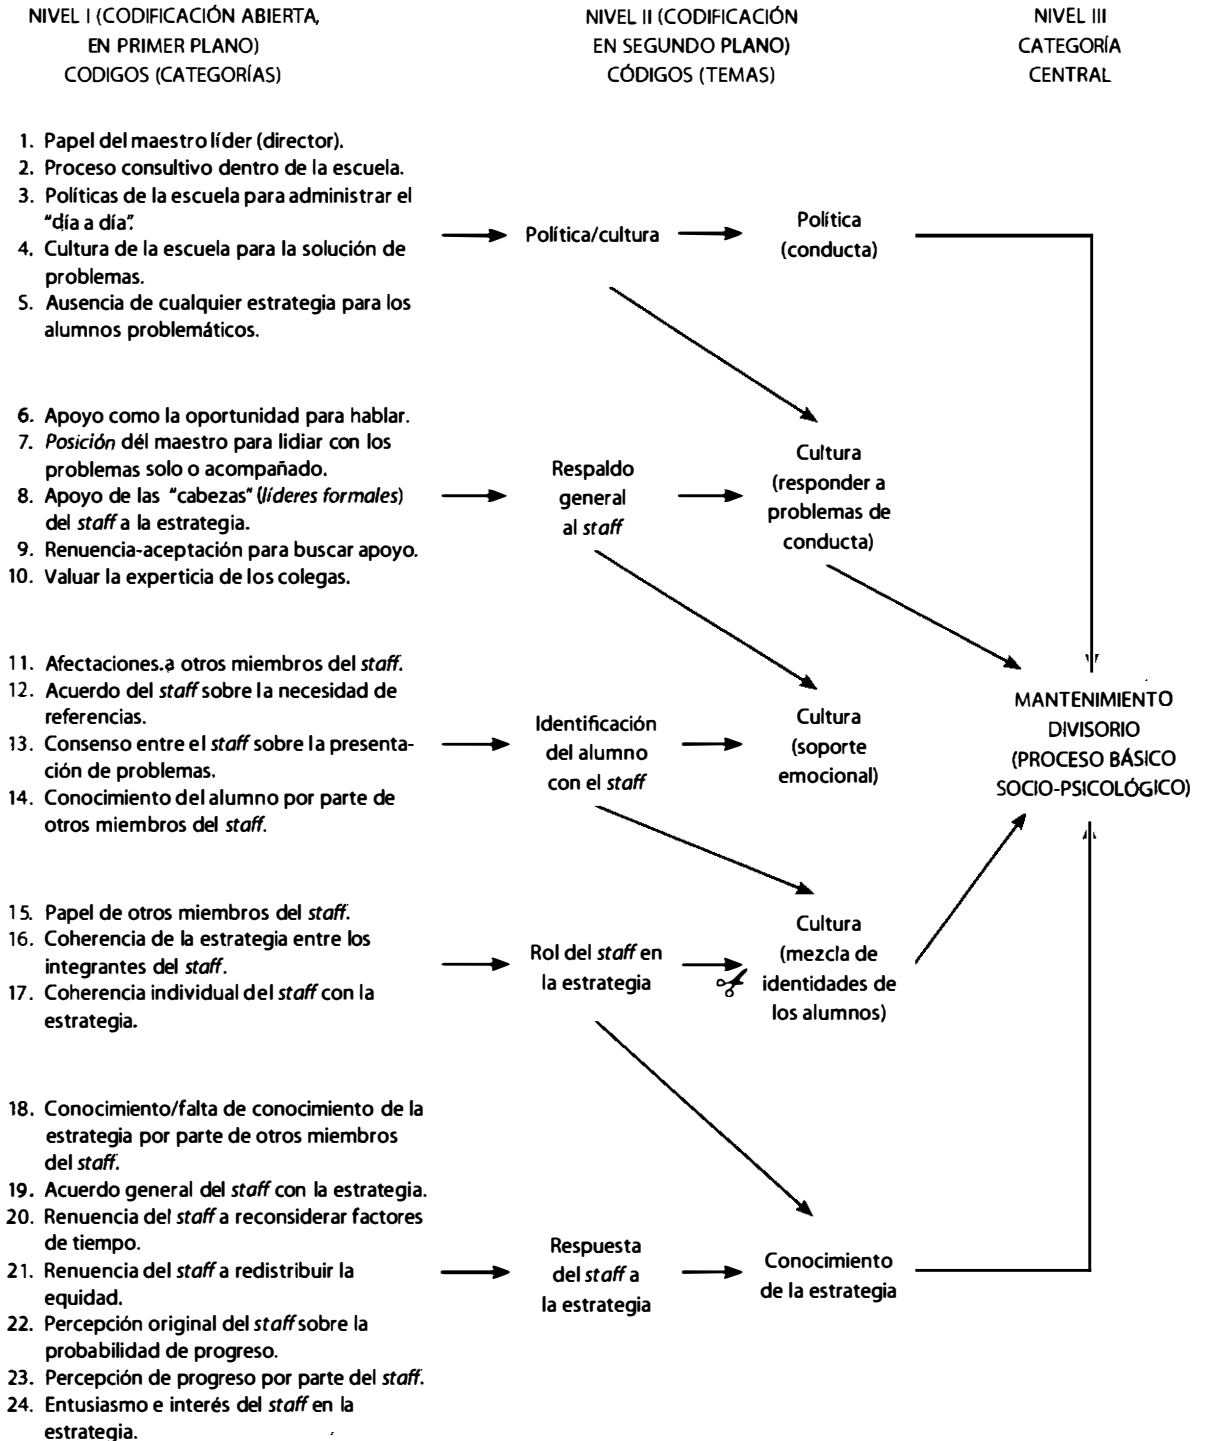 NIVEL I (CODIFICACIÓN ABIERTA,
EN PRIMER PLANO)
CODIGOS (CATEGORÍAS)
NIVEL II (CODIFICACIÓN
EN SEGUNDO PLANO)
CÓDIGOS (TEMAS)
NIVEL III
CATEGORÍA
CENTRAL
1. Papel del maestro líder (director).
2. Proceso consultivo dentro de la escuela.
3. Políticas de la escuela para administrar el
"día a día".
4. Cultura de la escuela para la solución de
problemas.
5. Ausencia de cualquier estrategia para los
alumnos problemáticos.
Política/cultura
Política
(conducta)
6. Apoyo como la oportunidad para hablar.
7. Posición del maestro para lidiar con los
problemas solo o acompañado.
8. Apoyo de las "cabezas" (líderes formales)
del staff a la estrategia.
9. Renuencia-aceptación para buscar apoyo.
10. Valuar la experticia de los colegas.
Respaldo
general
al staff
Cultura
(responder a
problemas de
conducta)
11. Afectaciones a otros miembros del staff.
12. Acuerdo del staff sobre la necesidad de
referencias.
13. Consenso entre el staff sobre la presenta-
ción de problemas.
14. Conocimiento del alumno por parte de
otros miembros del staff.
Identificación
del alumno
con el staff
Cultura
(soporte
emocional)
MANTENIMIENTO
DIVISORIO
(PROCESO BÁSICO
SOCIO-PSICOLÓGICO)
15. Papel de otros miembros del staff.
16. Coherencia de la estrategia entre los
integrantes del staff.
17. Coherencia individual del staff con la
estrategia.
Rol del staff en
la estrategia
Cultura
(mezcla de
identidades de
los alumnos)
18. Conocimiento/falta de conocimiento de la
estrategia por parte de otros miembros
del staff.
19. Acuerdo general del staff con la estrategia.
20. Renuencia del staff a reconsiderar factores
de tiempo.
21. Renuencia del staff a redistribuir la
equidad.
22. Percepción original del staff sobre la
probabilidad de progreso.
23. Percepción de progreso por parte del staff.
24. Entusiasmo e interés del staff en la
estrategia.
Respuesta
del staff a
la estrategia
Conocimiento
de la estrategia